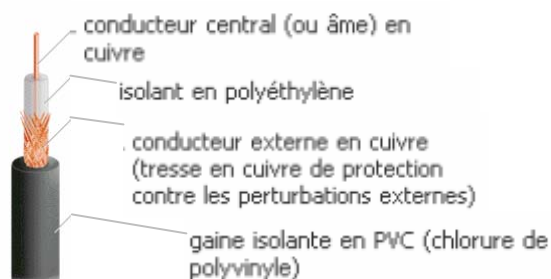 conducteur central (ou âme) en
cuivre
isolant en polyéthylène
conducteur externe en cuivre
(tresse en cuivre de protection
contre les perturbations externes)
gaine isolante en PVC (chlorure de
polyvinyle)